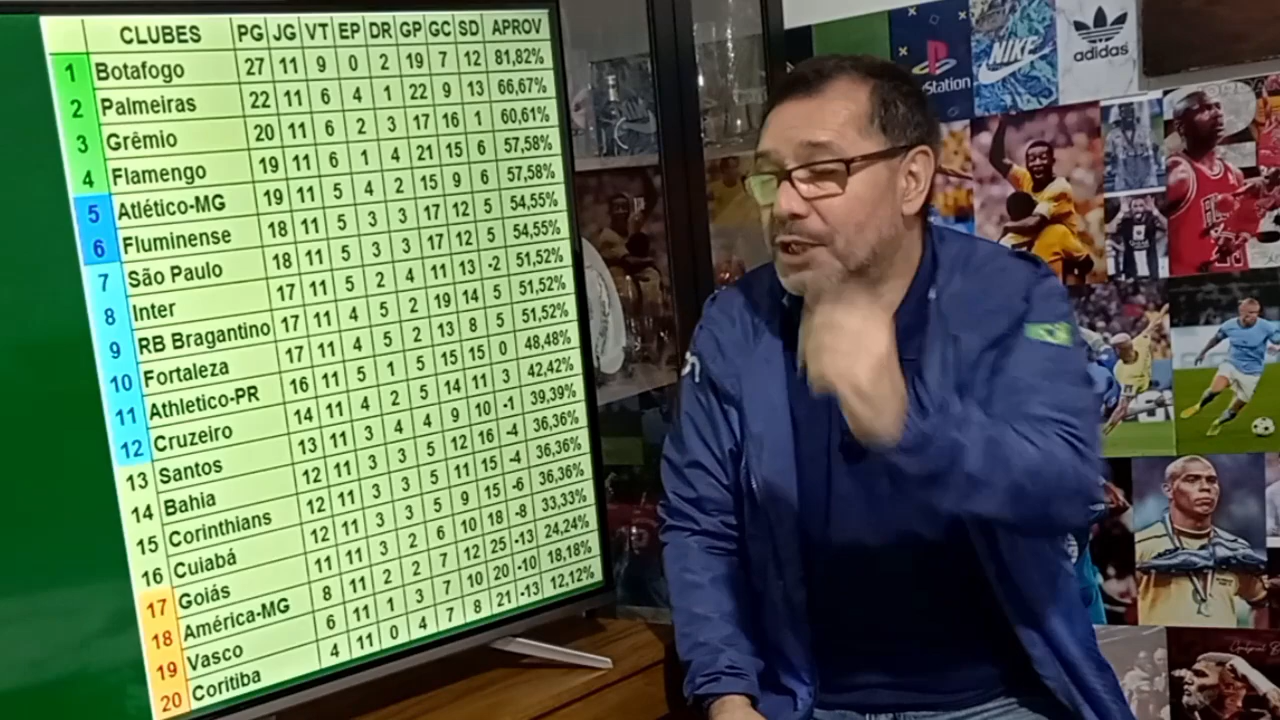 CLUBES PG JG VT EP DR GP GC SD APROV
1 Botafogo 27 11 9 0 2 19 7 12 81,82%
2 Palmeiras 22 11 6 4 1 22 9 13 66,67%
3 Grêmio 20 11 6 2 3 17 16 1 60,61%
4 Flamengo 19 11 6 1 4 21 15 6 57,58%
5 Atlético-MG 19 11 5 4 2 15 9 6 57,58%
6 Fluminense 18 11 5 3 3 17 12 5 54,55%
7 São Paulo 18 11 5 3 3 17 12 5 54,55%
8 Inter 17 11 5 2 4 11 13 -2 51,52%
9 RB Bragantino 17 11 4 5 2 19 14 5 51,52%
10 Fortaleza 17 11 4 5 2 13 8 5 51,52%
11 Athletico-PR 16 11 5 1 5 15 15 0 48,48%
12 Cruzeiro 14 11 4 2 5 14 11 3 42,42%
13 Santos 13 11 3 4 4 9 10 -1 39,39%
14 Bahia 12 11 3 3 5 12 16 -4 36,36%
15 Corinthians 12 11 3 3 5 11 15 -4 36,36%
16 Cuiabá 12 11 3 3 5 9 15 -6 36,36%
17 Goiás 11 11 3 2 6 10 18 -8 33,33%
18 América-MG 8 11 2 2 7 12 25 -13 24,24%
19 Vasco 6 11 1 3 7 10 20 -10 18,18%
20 Coritiba 4 11 0 4 7 8 21 -13 12,12%
Station
NIKE
adidas